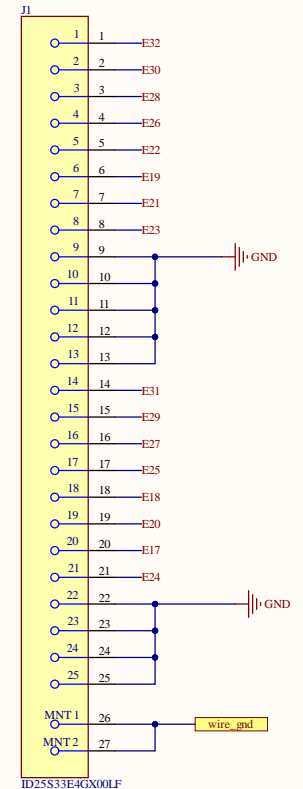 J1
1 1 E32
2 2 E30
3 3 E28
4 4 E26
5 5 E22
6 6 E19
7 7 E21
8 8 E23
9 9 GND
10 10
11 11
12 12
13 13
14 14 E31
15 15 E29
16 16 E27
17 17 E25
18 18 E18
19 19 E20
20 20 E17
21 21 E24
22 22 GND
23 23
24 24
25 25
MNT 1 26 wire_gnd
MNT 2 27
ID25S33E4GX00LF